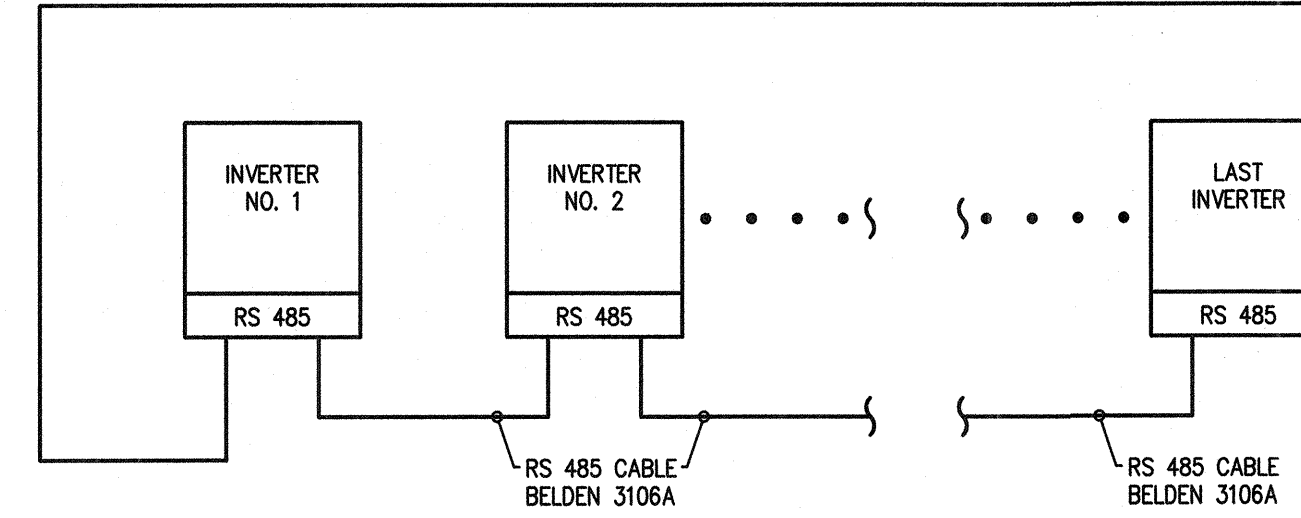 INVERTER
NO. 1
INVERTER
NO. 2
LAST
INVERTER
RS 485
RS 485
RS 485
RS 485 CABLE
BELDEN 3106A
RS 485 CABLE
BELDEN 3106A